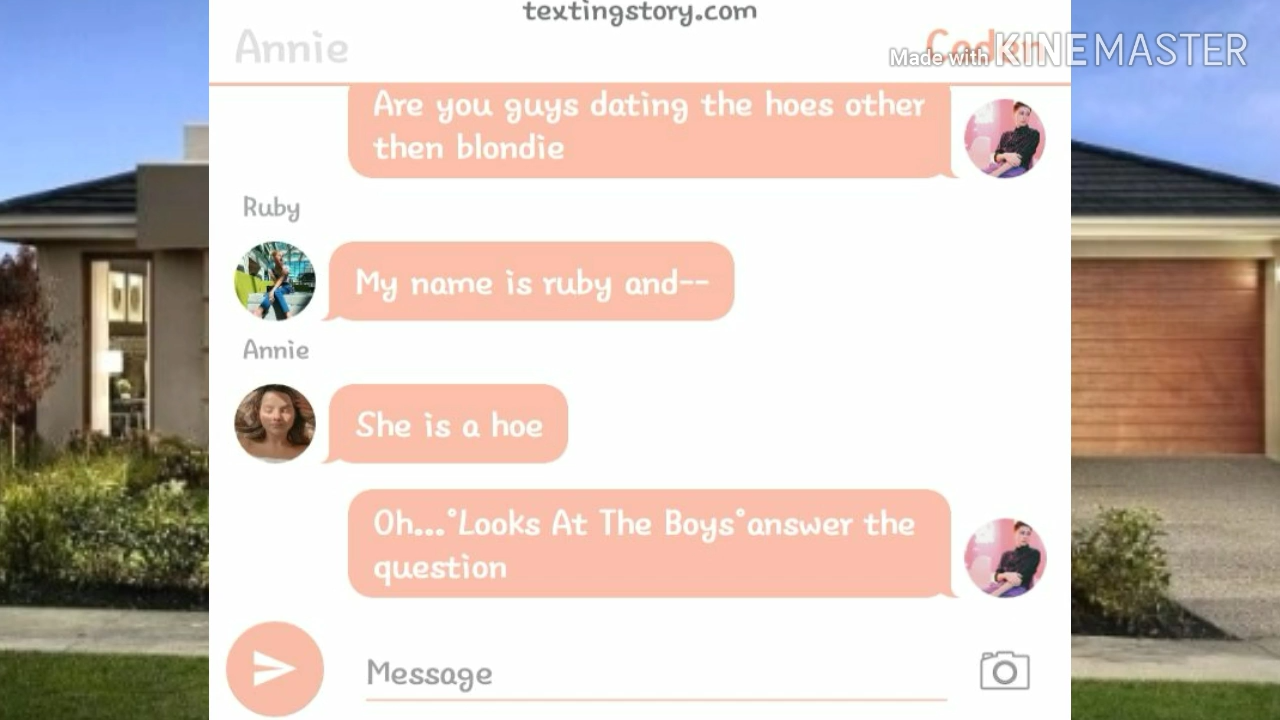 textingstory.com
Annie
Made with KINEMASTER
Are you guys dating the hoes other
then blondie
Ruby
My name is ruby and--
Annie
She is a hoe
Oh...°Looks At The Boys°answer the
question
Message